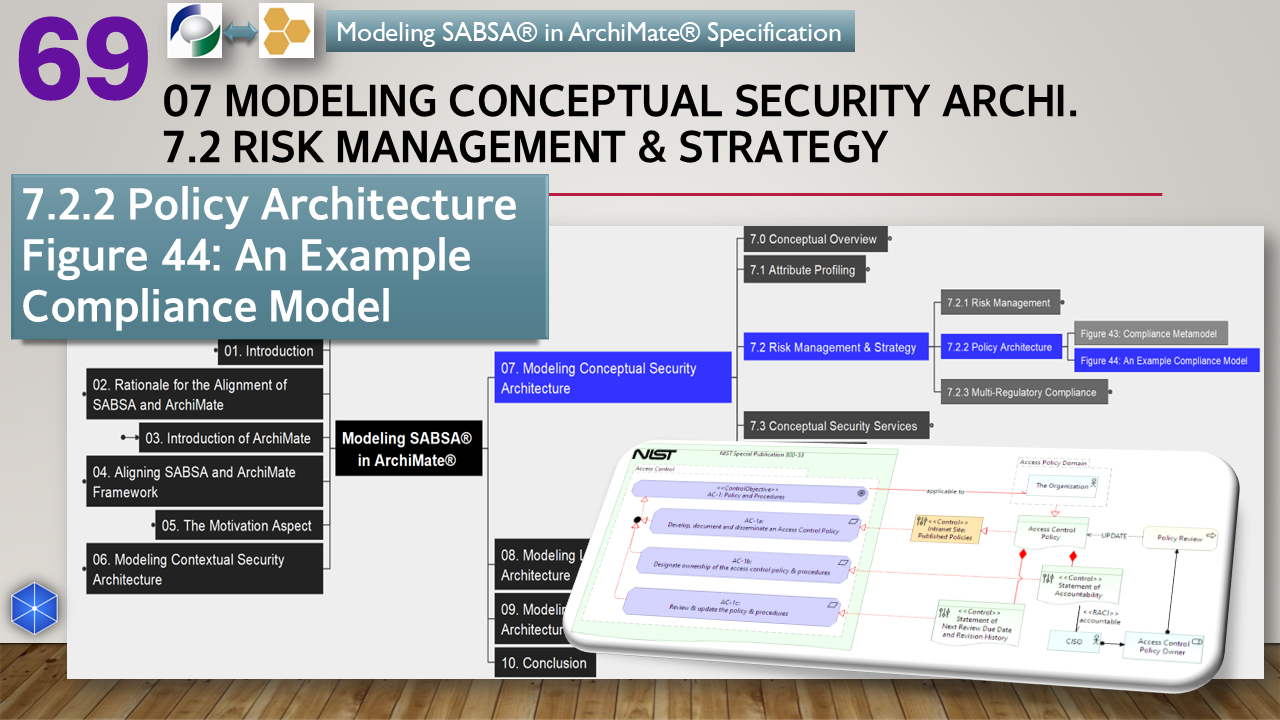 69
Modeling SABSA® in ArchiMate® Specification
07 MODELING CONCEPTUAL SECURITY ARCHI.
7.2 RISK MANAGEMENT & STRATEGY
7.2.2 Policy Architecture
Figure 44: An Example
Compliance Model
01. Introduction
02. Rationale for the Alignment of
SABSA and ArchiMate
03. Introduction of ArchiMate
04. Aligning SABSA and ArchiMate
Framework
05. The Motivation Aspect
06. Modeling Contextual Security
Architecture
Modeling SABSA®
in ArchiMate®
07. Modeling Conceptual Security
Architecture
7.0 Conceptual Overview
7.1 Attribute Profiling
7.2 Risk Management & Strategy
7.2.1 Risk Management
7.2.2 Policy Architecture
Figure 43: Compliance Metamodel
Figure 44: An Example Compliance Model
7.2.3 Multi-Regulatory Compliance
7.3 Conceptual Security Services
08. Modeling L
Architecture
09. Modelin
Architectur
10. Conclusion
NIST
NIST Special Publication 800-53
Access Control
<<ControlObjective>>
AC-1: Policy and Procedures
AC-1a:
Develop, document and disseminate an Access Control Policy
AC-1b:
Designate ownership of the access control policy & procedures
AC-1c:
Review & update the policy & procedures
applicable to
Access Policy Domain
The Organization
<<Control>>
Intranet Site:
Published Policies
Access Control
Policy
UPDATE
Policy Review
<<Control>>
Statement of
Accountability
<<Control>>
Statement of
Next Review Due Date
and Revision History
<<RACI>>
accountable
CISO
Access Control
Policy Owner